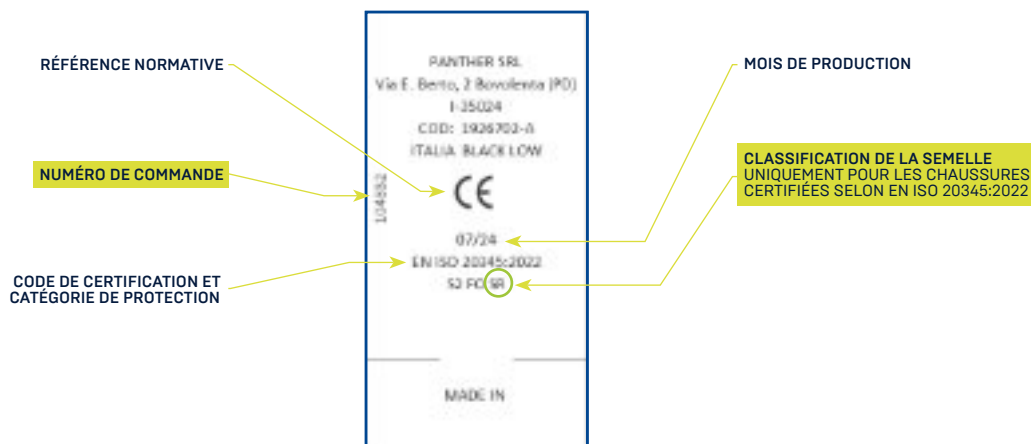 RÉFÉRENCE NORMATIVE
NUMÉRO DE COMMANDE
CODE DE CERTIFICATION ET
CATÉGORIE DE PROTECTION
PANTHER SRL
Via E. Berto, 2 Bovolenta (PD)
I-35024
COD: 1926702-A
ITALIA BLACK LOW
104852
CE
07/24
EN ISO 20345:2022
S2 FO SR
MADE IN
MOIS DE PRODUCTION
CLASSIFICATION DE LA SEMELLE
UNIQUEMENT POUR LES CHAUSSURES
CERTIFIÉES SELON EN ISO 20345:2022